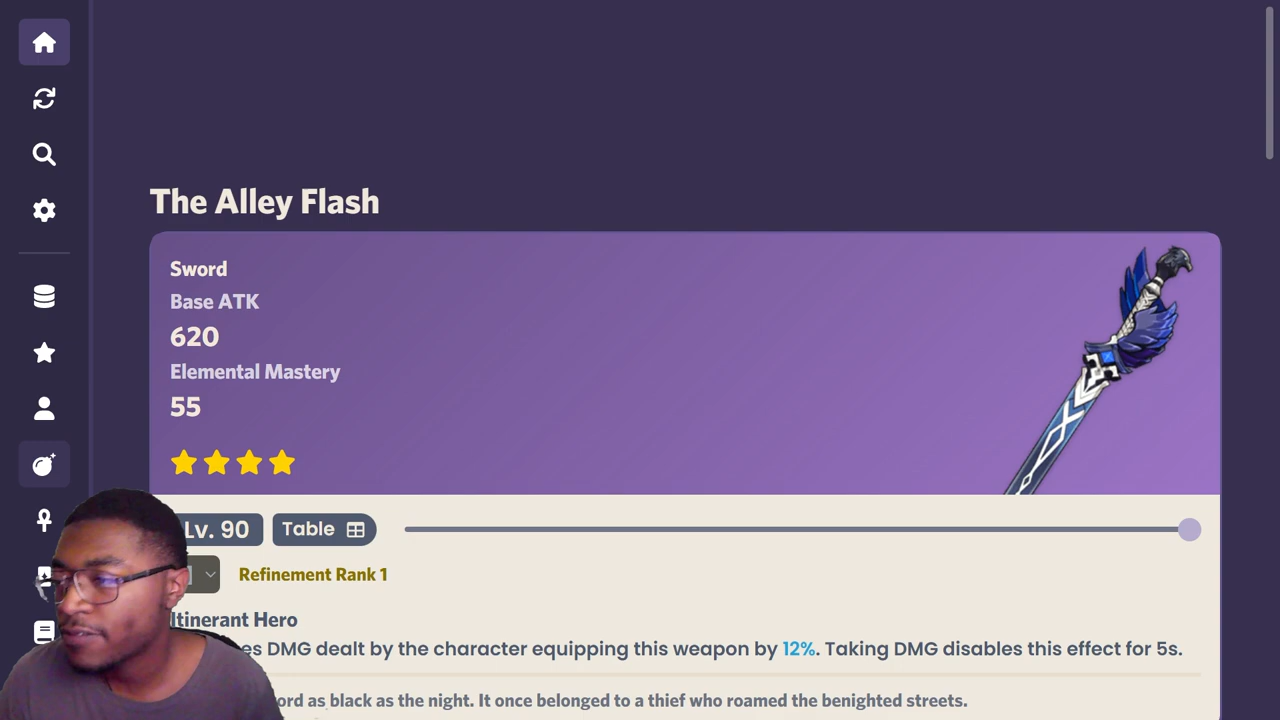 The Alley Flash
Sword
Base ATK
620
Elemental Mastery
55
Lv. 90
Table
Refinement Rank 1
Itinerant Hero
es DMG dealt by the character equipping this weapon by 12%. Taking DMG disables this effect for 5s.
ord as black as the night. It once belonged to a thief who roamed the benighted streets.